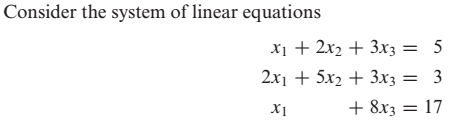 Consider the system of linear equations
x₁ + 2x₂ + 3x₃ = 5
2x₁ + 5x₂ + 3x₃ = 3
x₁ + 8x₃ = 17